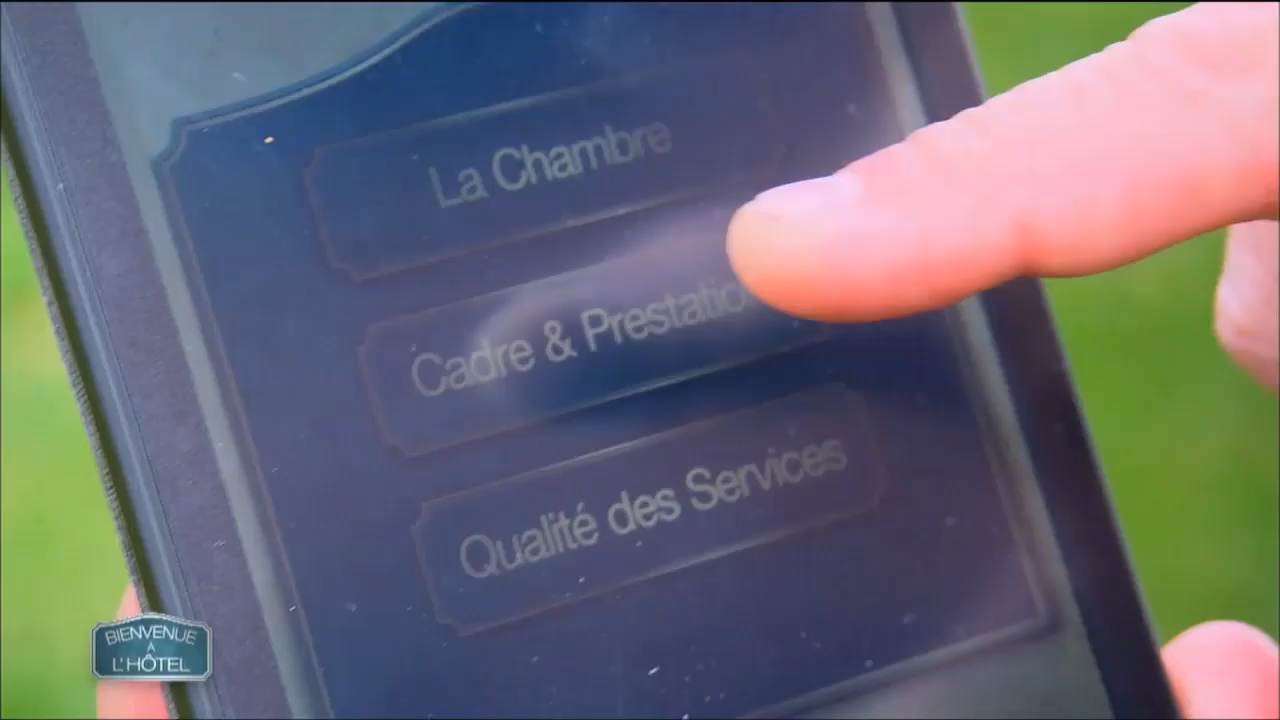 La Chambre
Cadre & Prestatio
Qualité des Services
BIENVENUE
À
L'HÔTEL